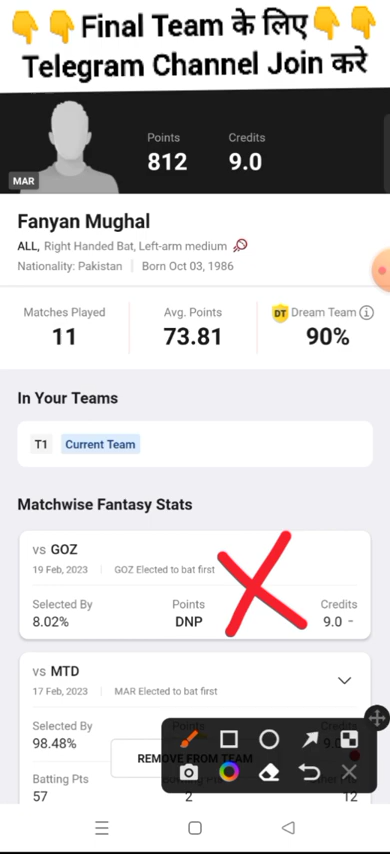 👇👇Final Team के लिए👇👇
Telegram Channel Join करे
Points Credits
812 9.0
MAR
Fanyan Mughal
ALL, Right Handed Bat, Left-arm medium
Nationality: Pakistan | Born Oct 03, 1986
Matches Played Avg. Points DT Dream Team
11 73.81 90%
In Your Teams
T1 Current Team
Matchwise Fantasy Stats
vs GOZ
19 Feb, 2023 | GOZ Elected to bat first
Selected By Points Credits
8.02% DNP 9.0 -
vs MTD
17 Feb, 2023 | MAR Elected to bat first
Selected By Points
98.48% 9.0
REMOVE FROM TEAM
Batting Pts
57 2 12